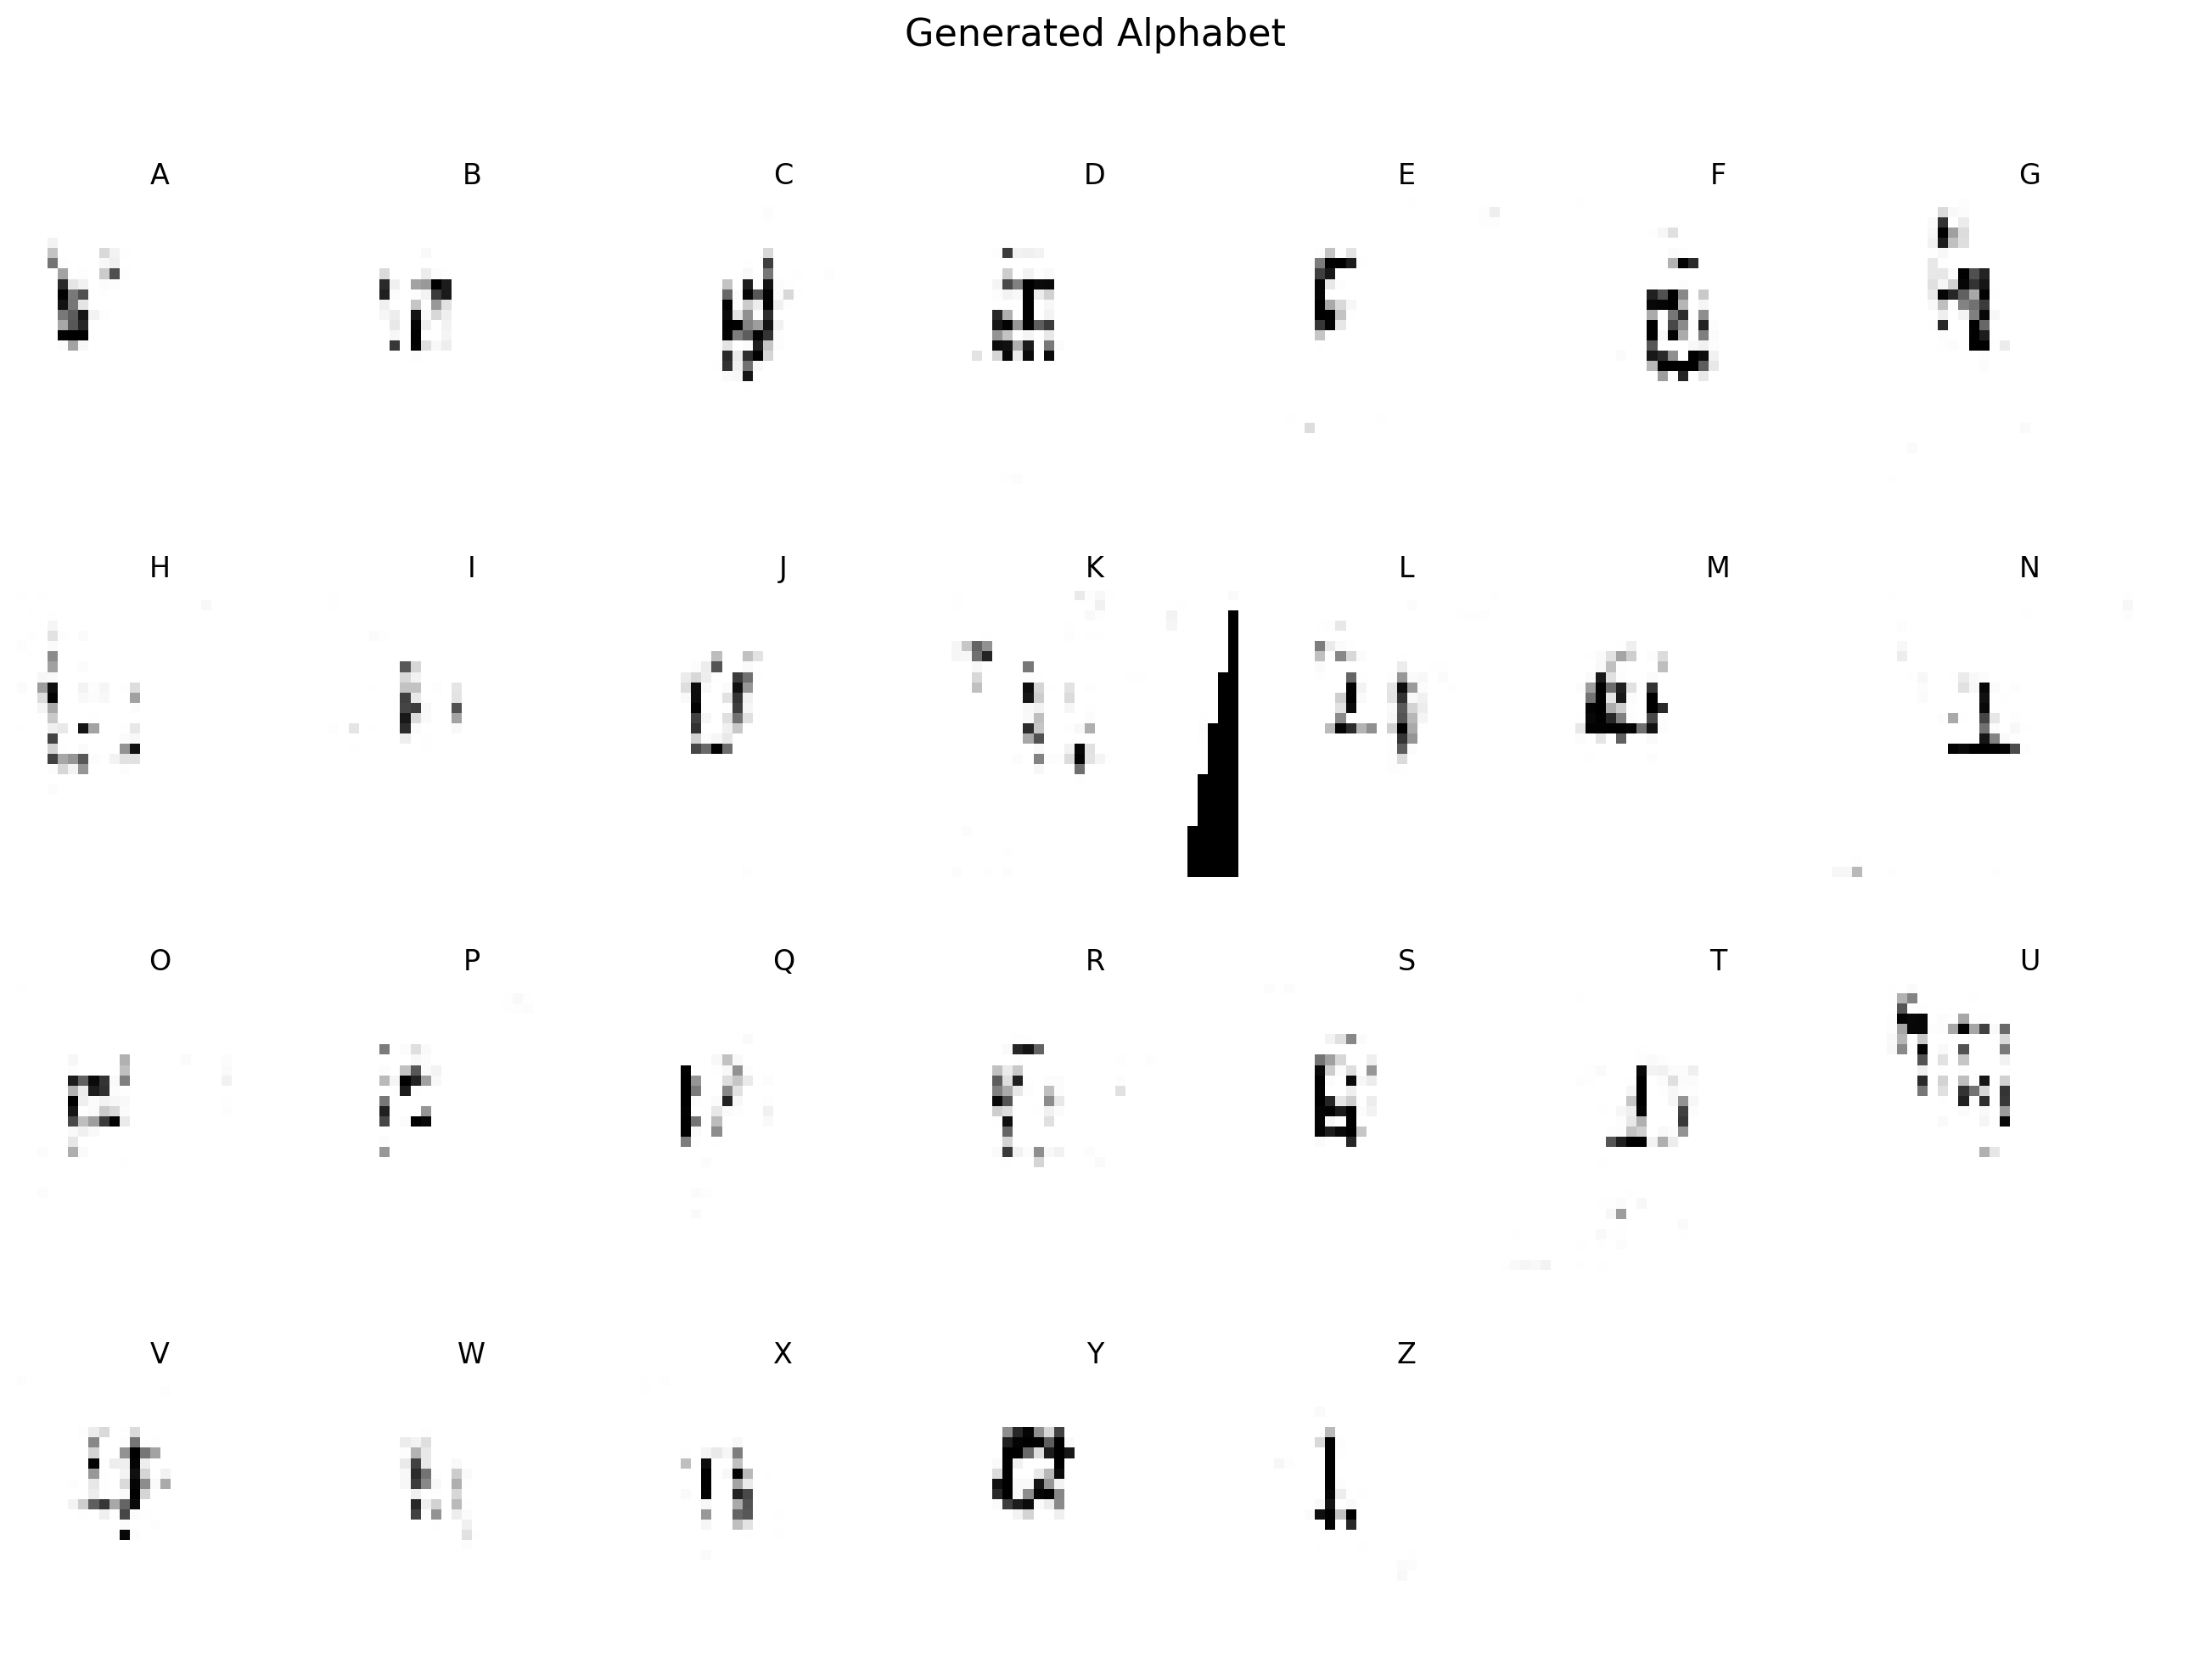 Generated Alphabet
A B C D E F G
H I J K L M N
O P Q R S T U
V W X Y Z